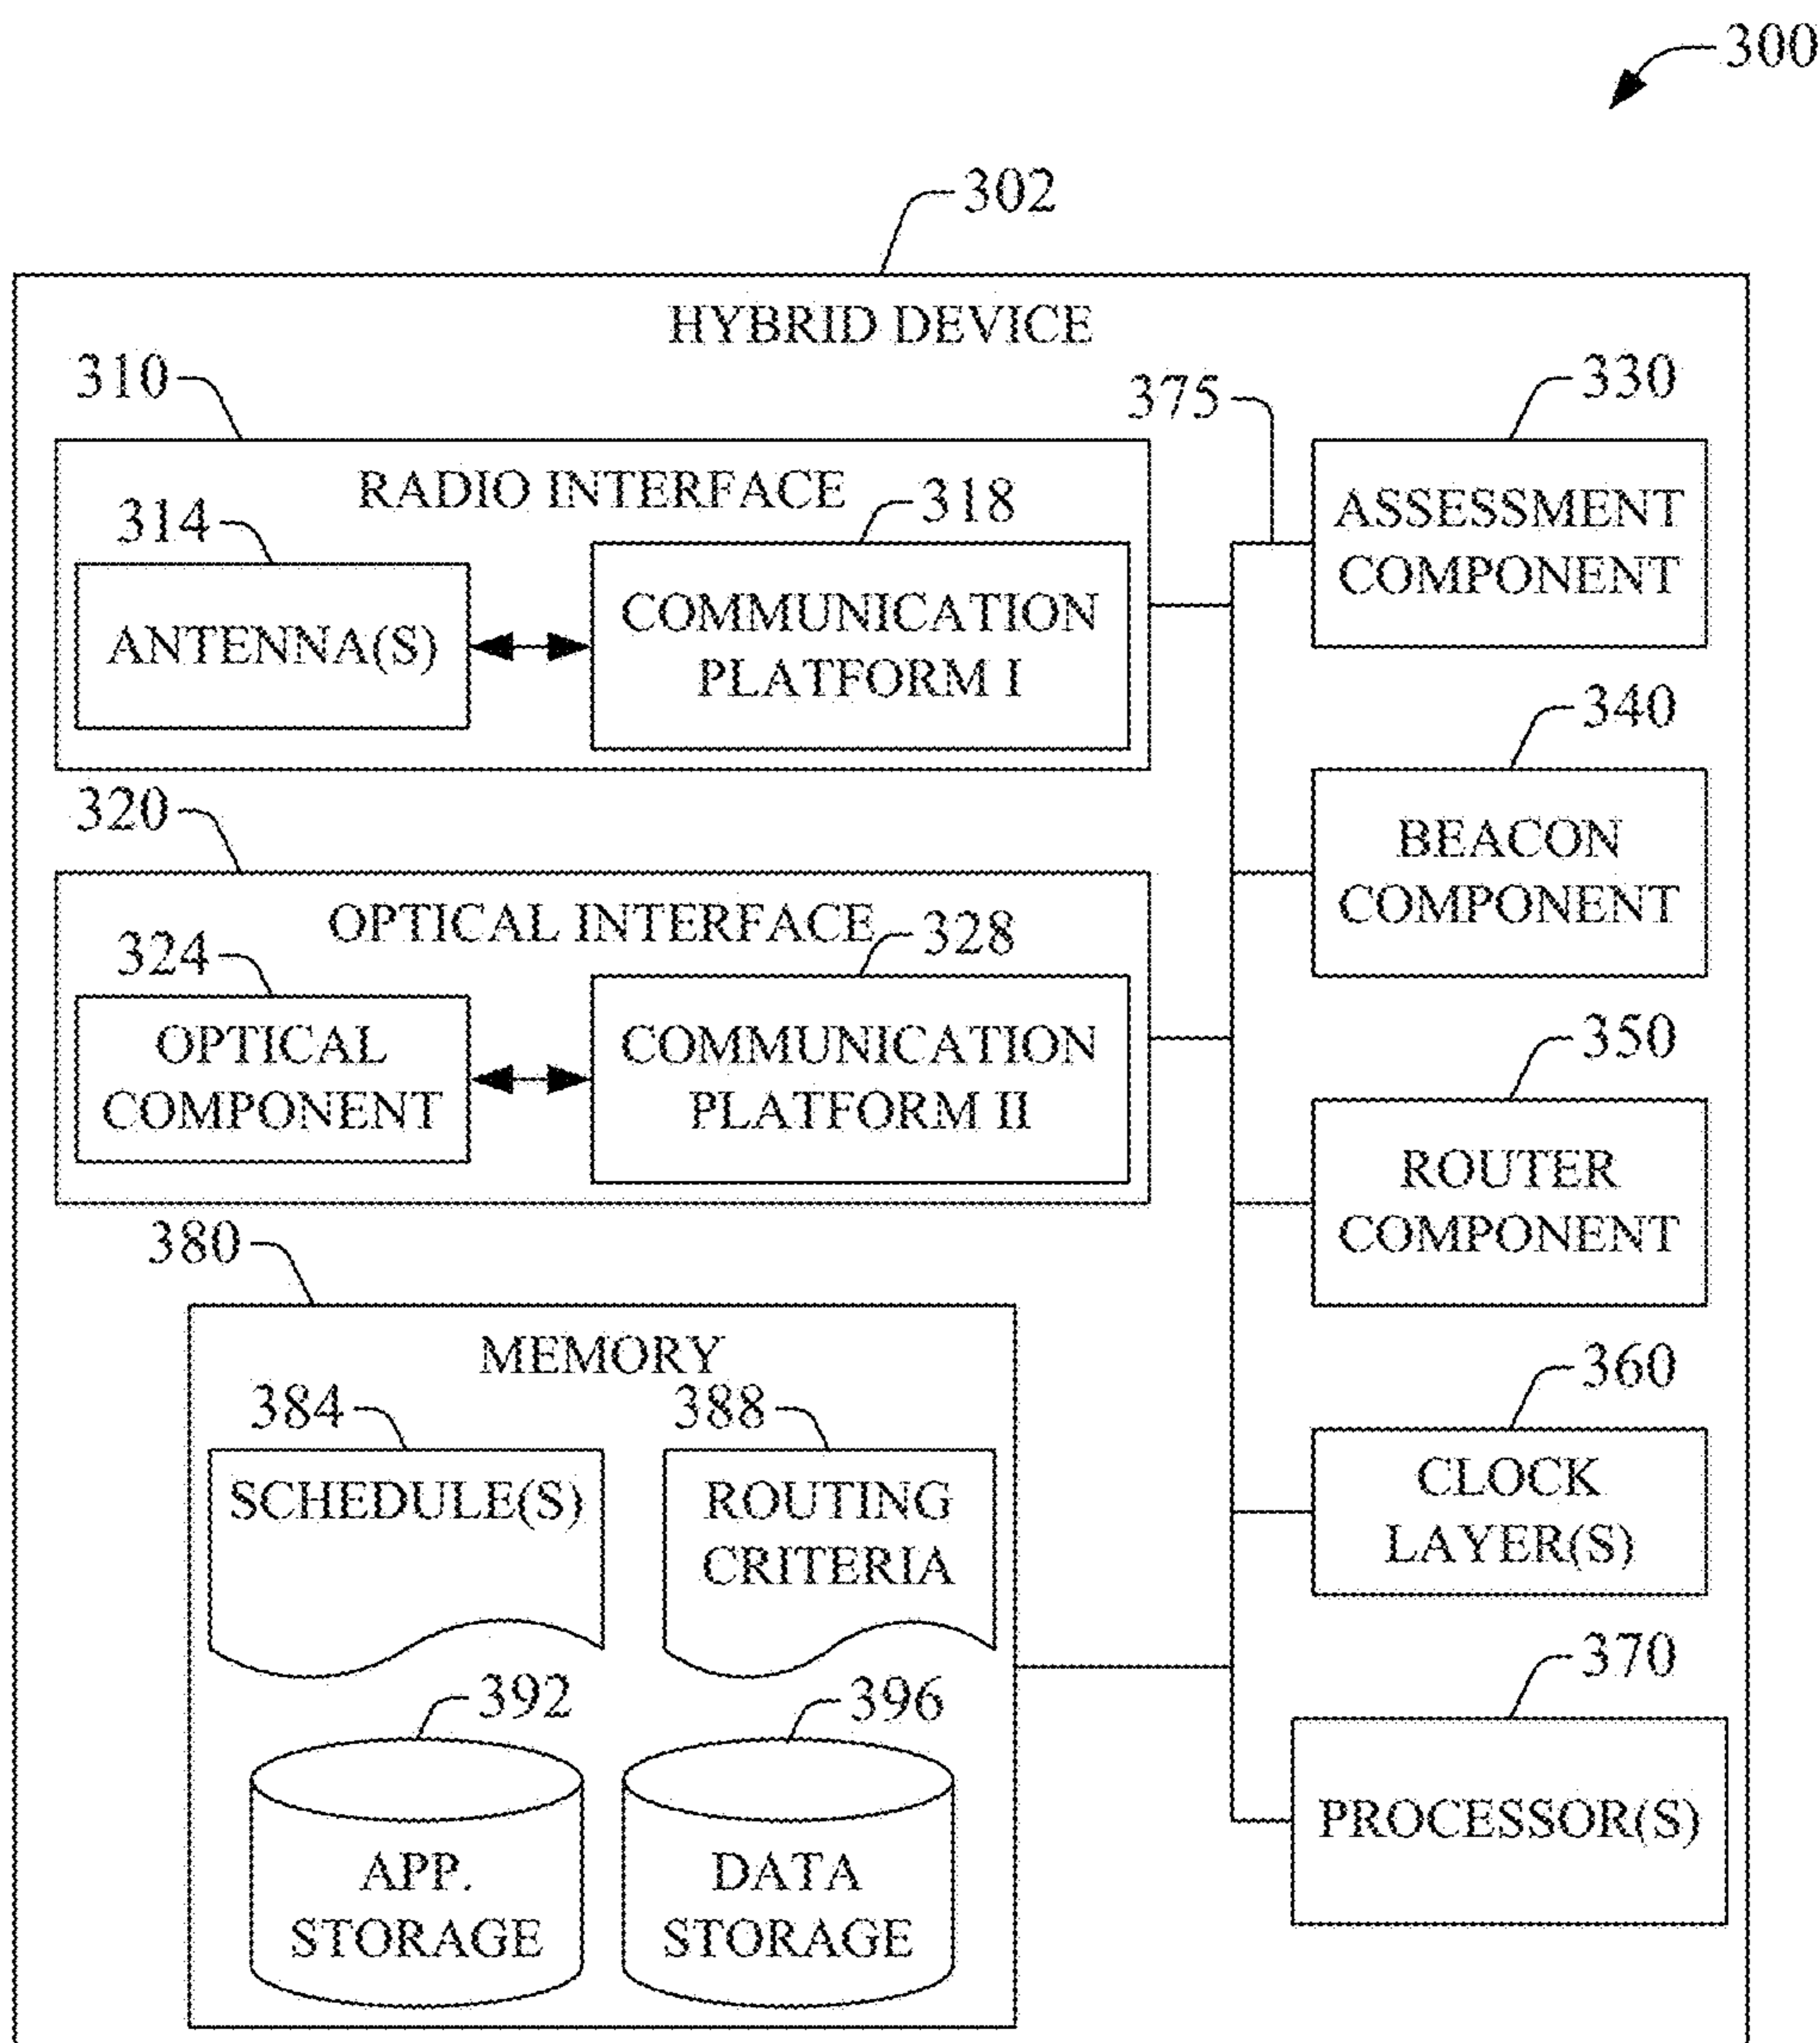 300
302
HYBRID DEVICE
310
375
330
RADIO INTERFACE
314
318
ANTENNA(S)
COMMUNICATION
PLATFORM I
ASSESSMENT
COMPONENT
320
340
OPTICAL INTERFACE
324
328
OPTICAL
COMPONENT
COMMUNICATION
PLATFORM II
BEACON
COMPONENT
350
ROUTER
COMPONENT
380
MEMORY
384
388
SCHEDULE(S)
ROUTING
CRITERIA
360
CLOCK
LAYER(S)
392
396
APP.
STORAGE
DATA
STORAGE
370
PROCESSOR(S)